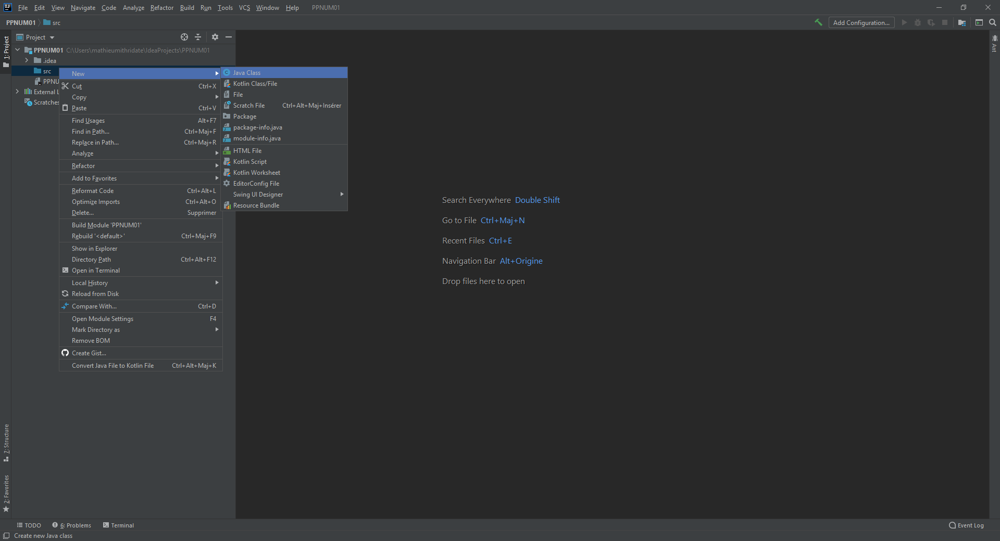 IJ File Edit View Navigate Code Analyze Refactor Build Run Tools VCS Window Help PPNUM01
PPNUM01 src Add Configuration...
1: Project
Project
PPNUM01 C:\Users\mathieumithridate\IdeaProjects\PPNUM01
.idea
src
PPNU
External L
Scratches
New
Cut Ctrl+X
Copy
Paste Ctrl+V
Find Usages Alt+F7
Find in Path... Ctrl+Maj+F
Replace in Path... Ctrl+Maj+R
Analyze
Refactor
Add to Favorites
Reformat Code Ctrl+Alt+L
Optimize Imports Ctrl+Alt+O
Delete... Supprimer
Build Module 'PPNUM01'
Rebuild '<default>' Ctrl+Maj+F9
Show in Explorer
Directory Path Ctrl+Alt+F12
Open in Terminal
Local History
Reload from Disk
Compare With... Ctrl+D
Open Module Settings F4
Mark Directory as
Remove BOM
Create Gist...
Convert Java File to Kotlin File Ctrl+Alt+Maj+K
Java Class
Kotlin Class/File
File
Scratch File Ctrl+Alt+Maj+Insérer
Package
package-info.java
module-info.java
HTML File
Kotlin Script
Kotlin Worksheet
EditorConfig File
Swing UI Designer
Resource Bundle
Search Everywhere Double Shift
Go to File Ctrl+Maj+N
Recent Files Ctrl+E
Navigation Bar Alt+Origine
Drop files here to open
Ant
7: Structure
2: Favorites
TODO 6: Problems Terminal Event Log
Create new Java class